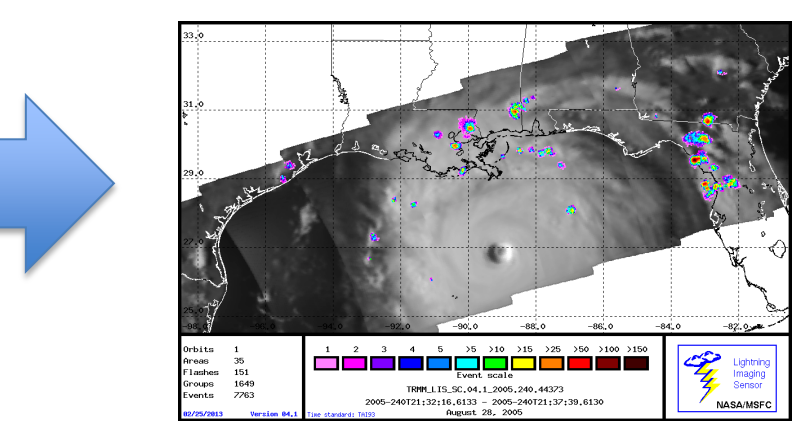 33.0
31.0
29.0
27.0
25.0
-98.0 -96.0 -94.0 -92.0 -90.0 -88.0 -86.0 -84.0 -82.0
Orbits 1
Areas 35
Flashes 151
Groups 1649
Events 7763
02/25/2013 Version 04.1
1 2 3 4 5 >5 >10 >15 >25 >50 >100 >150
Event scale
TRMM_LIS_SC.04.1_2005.240.44373
2005-240T21:32:16.6133 - 2005-240T21:37:39.6130
Time standard: TAI93 August 28, 2005
Lightning
Imaging
Sensor
NASA/MSFC